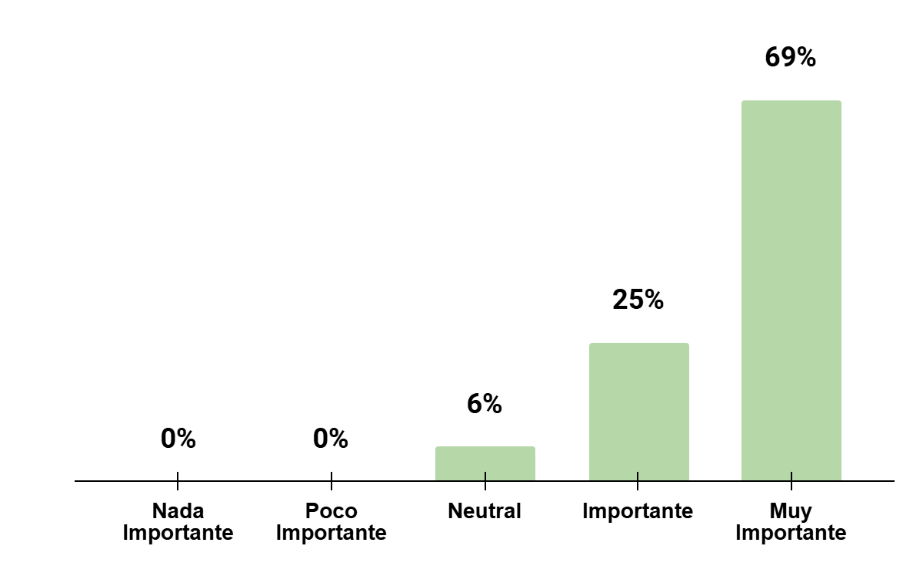 69%
25%
6%
0%
0%
Nada
Importante
Poco
Importante
Neutral
Importante
Muy
Importante